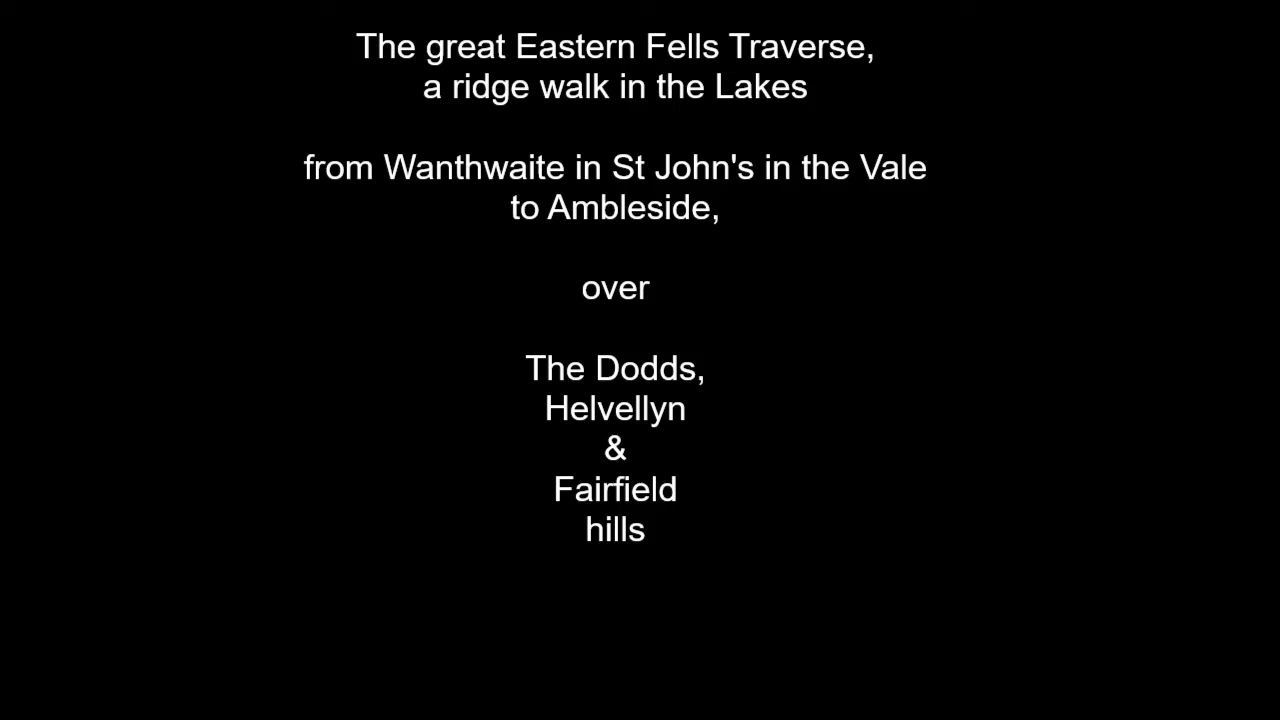 The great Eastern Fells Traverse,
a ridge walk in the Lakes
from Wanthwaite in St John's in the Vale
to Ambleside,
over
The Dodds,
Helvellyn
&
Fairfield
hills